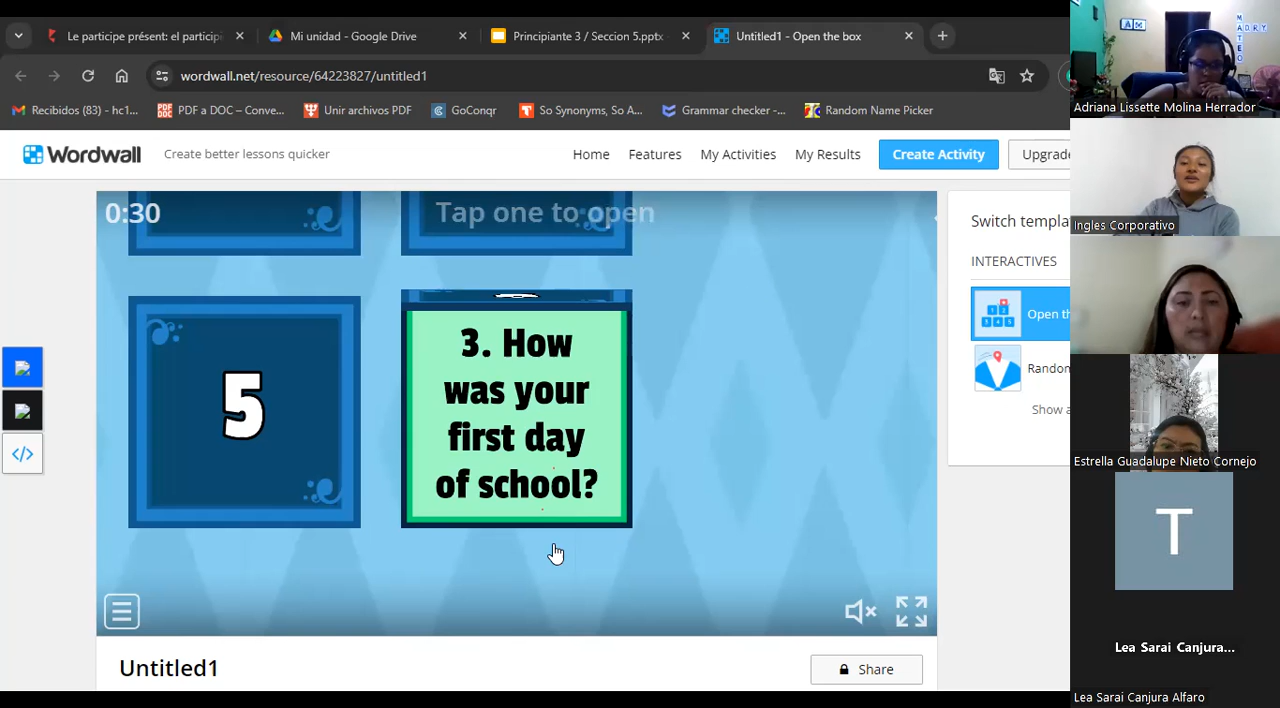 Le participe présent: el particip
Mi unidad - Google Drive
Principiante 3 / Seccion 5.pptx
Untitled1 - Open the box
wordwall.net/resource/64223827/untitled1
Recibidos (83) - hc1...
PDF a DOC – Conve...
Unir archivos PDF
GoConqr
So Synonyms, So A...
Grammar checker -...
Random Name Picker
Wordwall
Create better lessons quicker
Home
Features
My Activities
My Results
Create Activity
Upgrade
0:30
Tap one to open
5
3. How
was your
first day
of school?
Untitled1
Share
Switch templa
INTERACTIVES
Open th
Random
Show a
AM
MATEO
ADRY
Adriana Lissette Molina Herrador
Ingles Corporativo
Estrella Guadalupe Nieto Cornejo
T
Lea Sarai Canjura...
Lea Sarai Canjura Alfaro